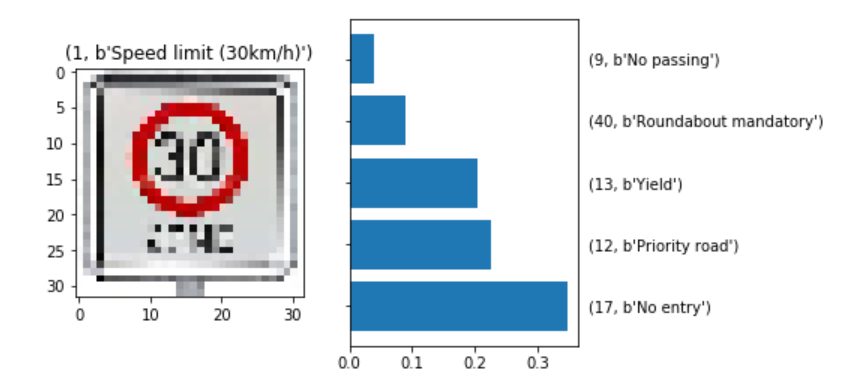 (1, b'Speed limit (30km/h)')
0
5
10
15
20
25
30
0 10 20 30
30
(9, b'No passing')
(40, b'Roundabout mandatory')
(13, b'Yield')
(12, b'Priority road')
(17, b'No entry')
0.0 0.1 0.2 0.3